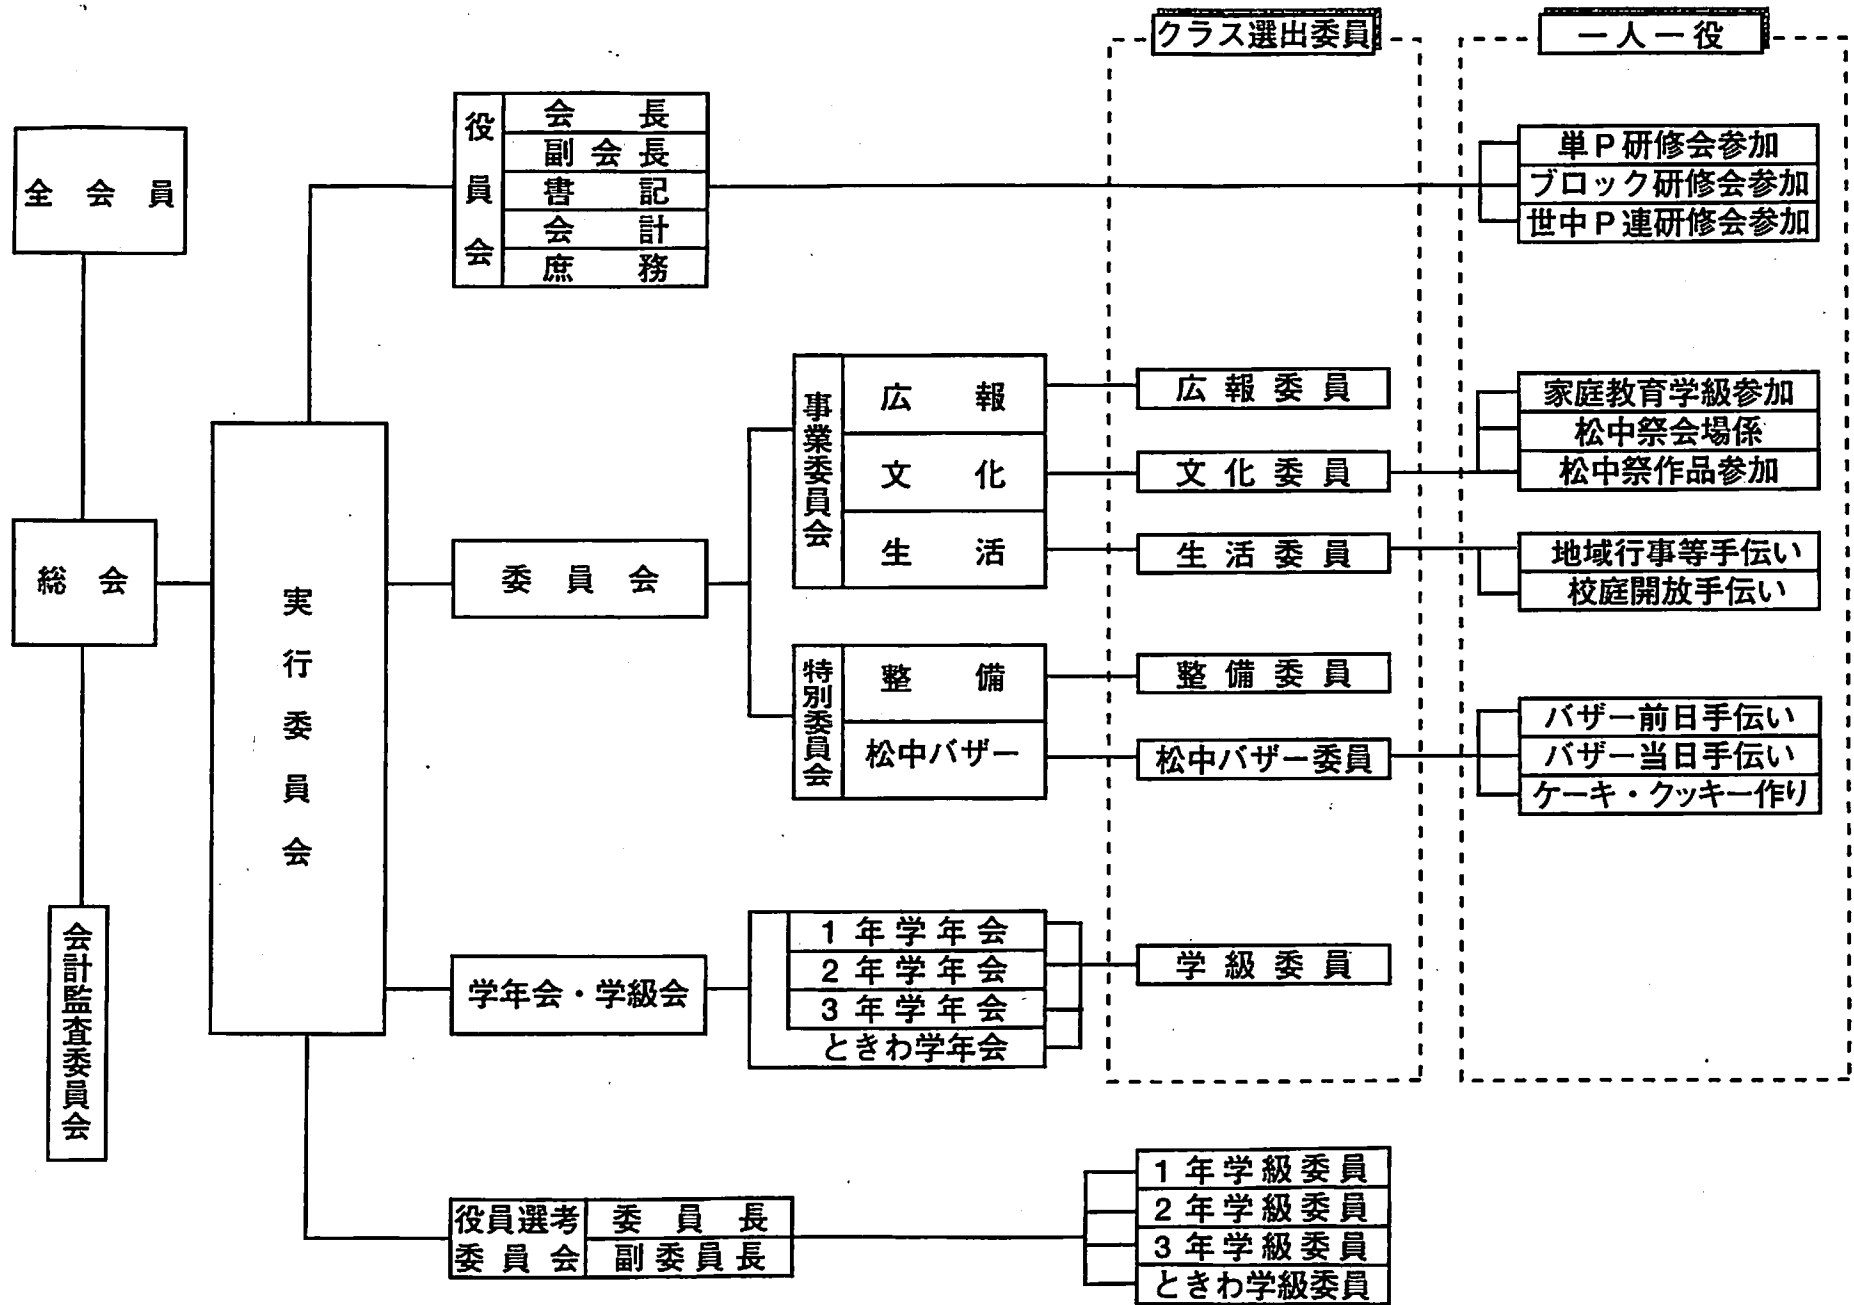 クラス選出委員
一人一役
全会員
総会
会計監査委員会
実行委員会
役員会
会長
副会長
書記
会計
庶務
単P研修会参加
ブロック研修会参加
世中P連研修会参加
委員会
事業委員会
広報
文化
生活
広報委員
文化委員
生活委員
家庭教育学級参加
松中祭会場係
松中祭作品参加
地域行事等手伝い
校庭開放手伝い
特別委員会
整備
松中バザー
整備委員
松中バザー委員
バザー前日手伝い
バザー当日手伝い
ケーキ・クッキー作り
学年会・学級会
1年学年会
2年学年会
3年学年会
ときわ学年会
学級委員
役員選考
委員会
委員長
副委員長
1年学級委員
2年学級委員
3年学級委員
ときわ学級委員